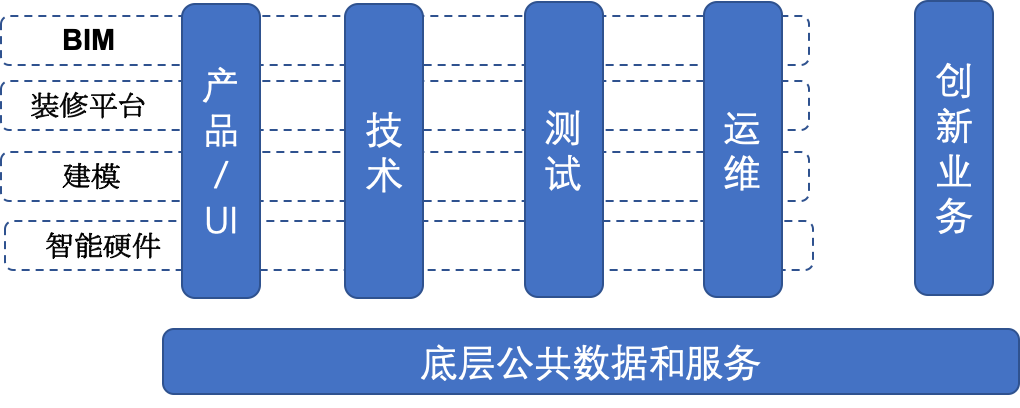 BIM
装修平台
建模
智能硬件
产品/UI
技术
测试
运维
创新业务
底层公共数据和服务